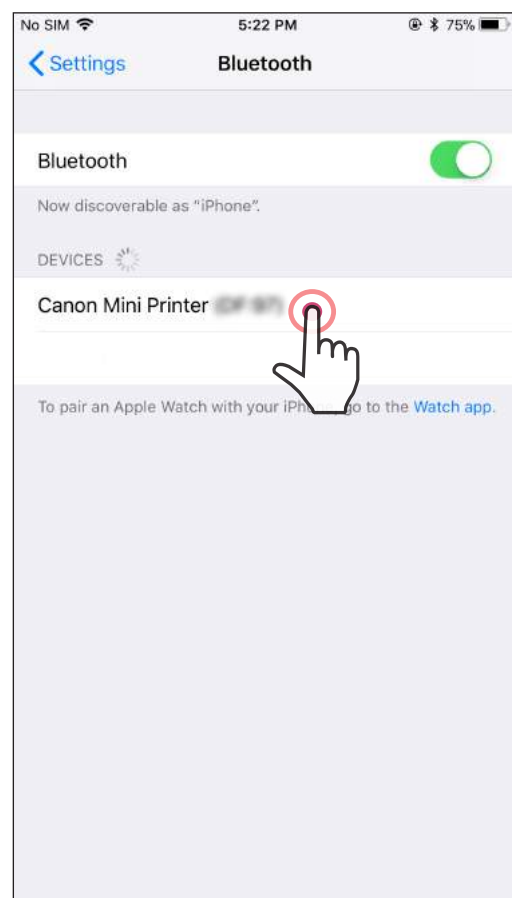 No SIM 5:22 PM 75%
Settings Bluetooth
Bluetooth
Now discoverable as "iPhone".
DEVICES
Canon Mini Printer
To pair an Apple Watch with your go to the Watch app.